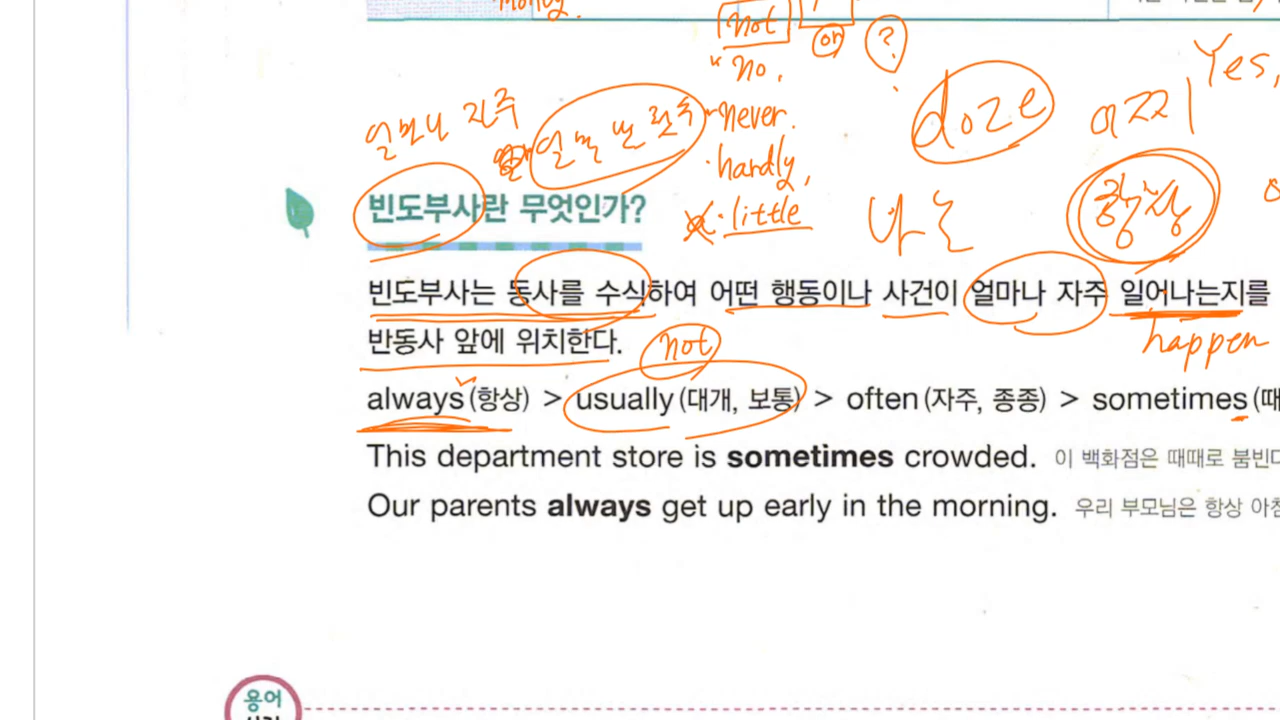 money.
not
or ?
" no,
Yes,
얼마나 자주
never.
doze
hardly,
항상
little
나는
빈도부사란 무엇인가?
빈도부사는 동사를 수식하여 어떤 행동이나 사건이 얼마나 자주 일어나는지를
happen
반동사 앞에 위치한다.
not
always(항상) > usually(대개, 보통) > often(자주, 종종) > sometimes(때
This department store is sometimes crowded. 이 백화점은 때때로 붐빈다
Our parents always get up early in the morning. 우리 부모님은 항상 아침
용어